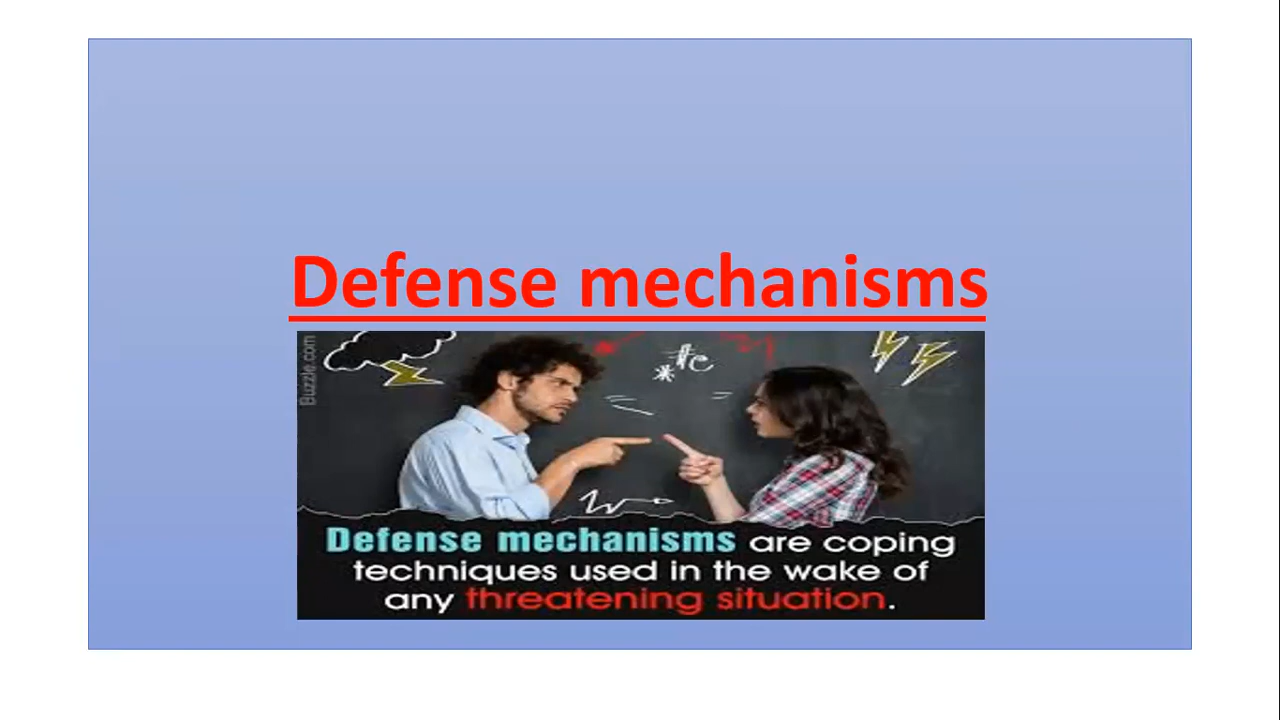 Defense mechanisms
Buzzle.com
Defense mechanisms are coping
techniques used in the wake of
any threatening situation.